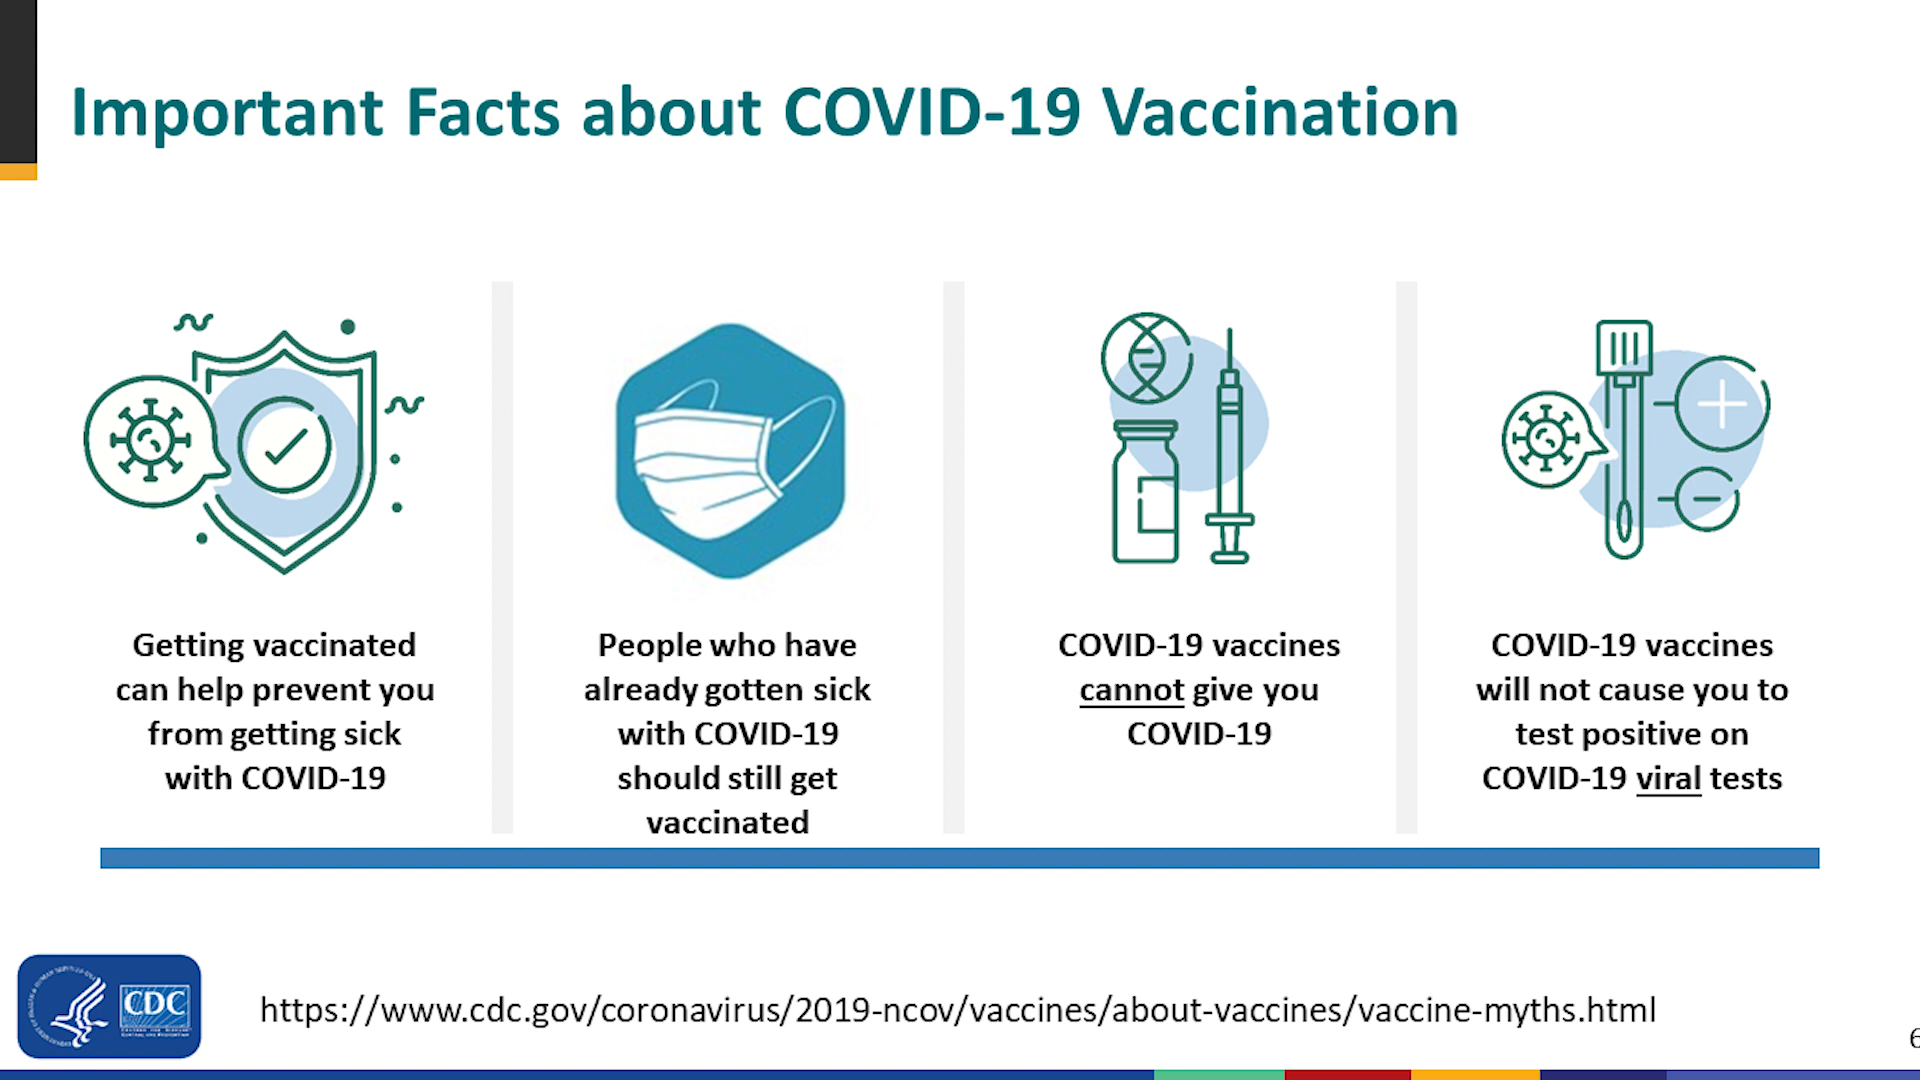 Important Facts about COVID-19 Vaccination
Getting vaccinated
can help prevent you
from getting sick
with COVID-19
People who have
already gotten sick
with COVID-19
should still get
vaccinated
COVID-19 vaccines
cannot give you
COVID-19
COVID-19 vaccines
will not cause you to
test positive on
COVID-19 viral tests
CDC
https://www.cdc.gov/coronavirus/2019-ncov/vaccines/about-vaccines/vaccine-myths.html
6